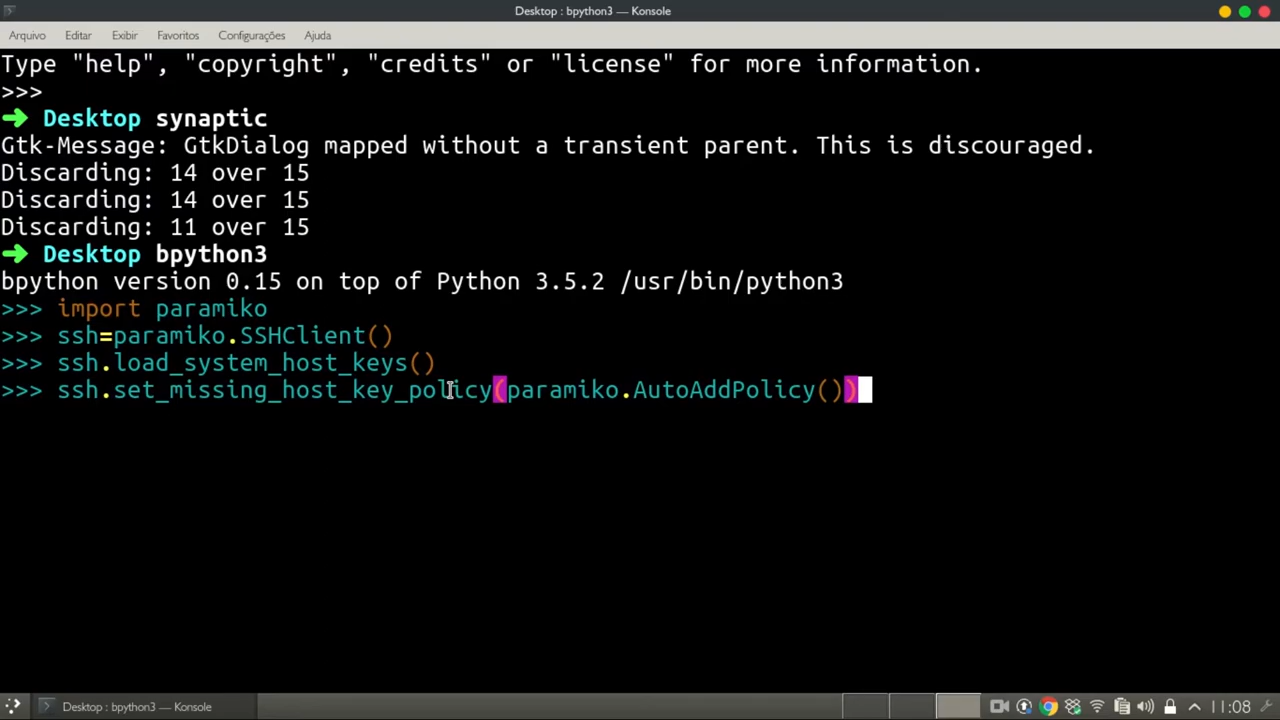 Desktop : bpython3 — Konsole
Arquivo Editar Exibir Favoritos Configurações Ajuda
Type "help", "copyright", "credits" or "license" for more information.
>>>
➜ Desktop synaptic
Gtk-Message: GtkDialog mapped without a transient parent. This is discouraged.
Discarding: 14 over 15
Discarding: 14 over 15
Discarding: 11 over 15
➜ Desktop bpython3
bpython version 0.15 on top of Python 3.5.2 /usr/bin/python3
>>> import paramiko
>>> ssh=paramiko.SSHClient()
>>> ssh.load_system_host_keys()
>>> ssh.set_missing_host_key_policy(paramiko.AutoAddPolicy())
Desktop : bpython3 — Konsole 11:08